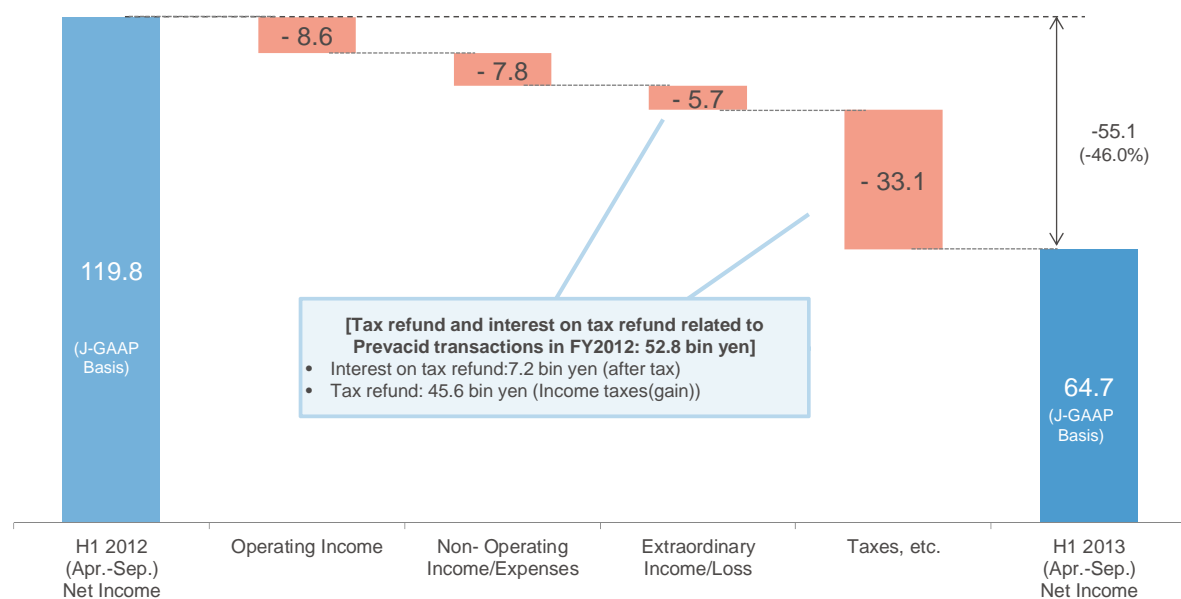 - 8.6
- 7.8
- 5.7
- 33.1
-55.1
(-46.0%)
119.8
(J-GAAP
Basis)
[Tax refund and interest on tax refund related to
Prevacid transactions in FY2012: 52.8 bin yen]
• Interest on tax refund:7.2 bin yen (after tax)
• Tax refund: 45.6 bin yen (Income taxes(gain))
64.7
(J-GAAP
Basis)
H1 2012
(Apr.-Sep.)
Net Income
Operating Income
Non- Operating
Income/Expenses
Extraordinary
Income/Loss
Taxes, etc.
H1 2013
(Apr.-Sep.)
Net Income